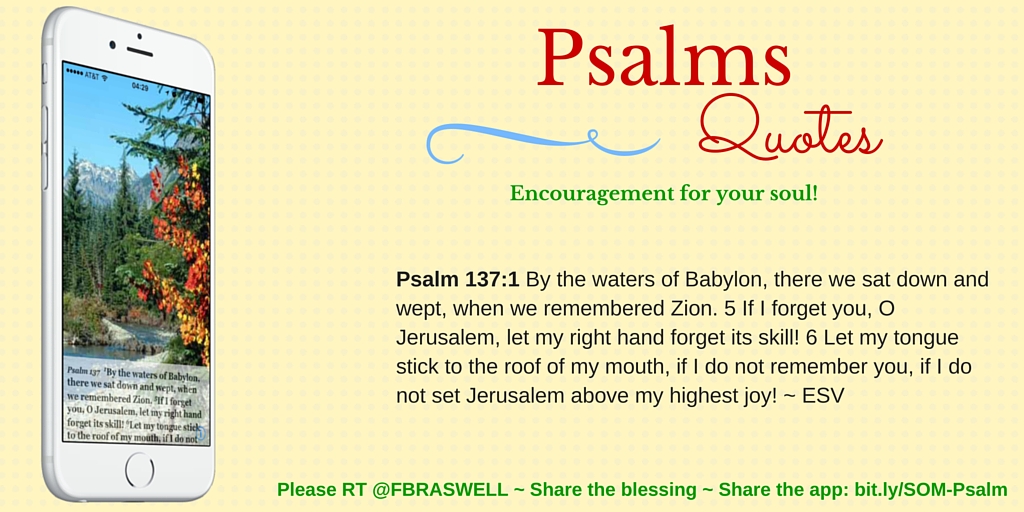 AT&T
04:29
Psalm 137 ¹By the waters of Babylon,
there we sat down and wept, when
we remembered Zion. ⁵If I forget
you, O Jerusalem, let my right hand
forget its skill! ⁶Let my tongue stick
to the roof of my mouth, if I do not
Psalms
Quotes
Encouragement for your soul!
Psalm 137:1 By the waters of Babylon, there we sat down and
wept, when we remembered Zion. 5 If I forget you, O
Jerusalem, let my right hand forget its skill! 6 Let my tongue
stick to the roof of my mouth, if I do not remember you, if I do
not set Jerusalem above my highest joy! ~ ESV
Please RT @FBRASWELL ~ Share the blessing ~ Share the app: bit.ly/SOM-Psalm